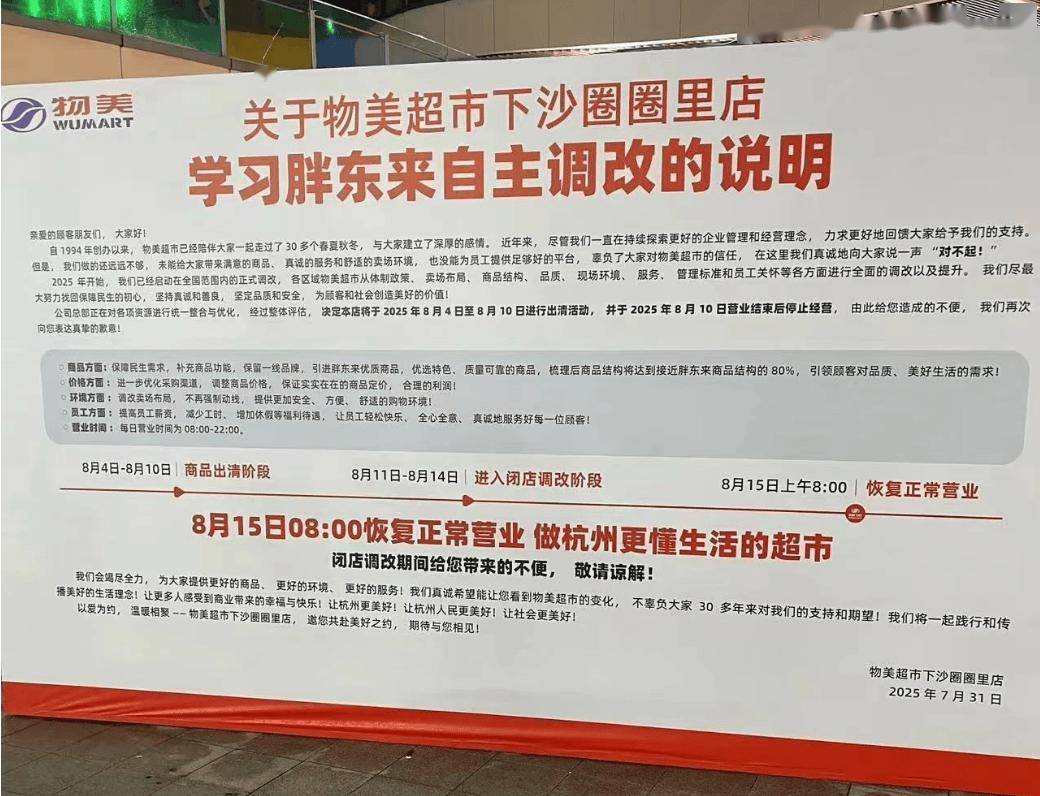 物美
WUMART
关于物美超市下沙圈圈里店
学习胖东来自主调改的说明
亲爱的顾客朋友们，大家好！
自1994年创办以来，物美超市已经陪伴大家一起走过了30多个春夏秋冬，与大家建立了深厚的感情。近年来，尽管我们一直在持续探索更好的企业管理和经营理念，力求更好地回馈大家给予我们的支持。
但是，我们做的还远远不够，未能给大家带来满意的商品、真诚的服务和舒适的卖场环境，也没能为员工提供足够好的平台，辜负了大家对物美超市的信任，在这里我们真诚地向大家说一声“对不起！”
2025年开始，我们已经启动在全国范围内的正式调改，各区域物美超市从体制政策、卖场布局、商品结构、品质、现场环境、服务、管理标准和员工关怀等各方面进行全面的调改以及提升。我们尽最
大努力找回保障民生的初心，坚持真诚和善良，坚定品质和安全，为顾客和社会创造美好的价值！
公司总部正在对各项资源进行统一整合与优化，经过整体评估，决定本店将于2025年8月4日至8月10日进行出清活动，并于2025年8月10日营业结束后停止经营，由此给您造成的不便，我们再次
向您表达真挚的歉意！
○商品方面：保障民生需求，补充商品功能，保留一线品牌，引进胖东来优质商品，优选特色、质量可靠的商品，梳理后商品结构将达到接近胖东来商品结构的80%，引领顾客对品质、美好生活的需求！
○价格方面：进一步优化采购渠道，调整商品价格，保证实实在在的商品定价，合理的利润！
○环境方面：调改卖场布局，不再强制动线，提供更加安全、方便、舒适的购物环境！
○员工方面：提高员工薪资，减少工时、增加休假等福利待遇，让员工轻松快乐、全心全意、真诚地服务好每一位顾客！
○营业时间：每日营业时间为08:00-22:00。
8月4日-8月10日|商品出清阶段
8月11日-8月14日|进入闭店调改阶段
8月15日上午8:00|恢复正常营业
8月15日08:00恢复正常营业 做杭州更懂生活的超市
闭店调改期间给您带来的不便，敬请谅解！
我们会竭尽全力，为大家提供更好的商品、更好的环境、更好的服务！我们真诚希望能让您看到物美超市的变化，不辜负大家30多年来对我们的支持和期望！我们将一起践行和传
播美好的生活理念！让更多人感受到商业带来的幸福与快乐！让杭州更美好！让杭州人民更美好！让社会更美好！
以爱为约，温暖相聚——物美超市下沙圈圈里店，邀您共赴美好之约，期待与您相见！
物美超市下沙圈圈里店
2025年7月31日